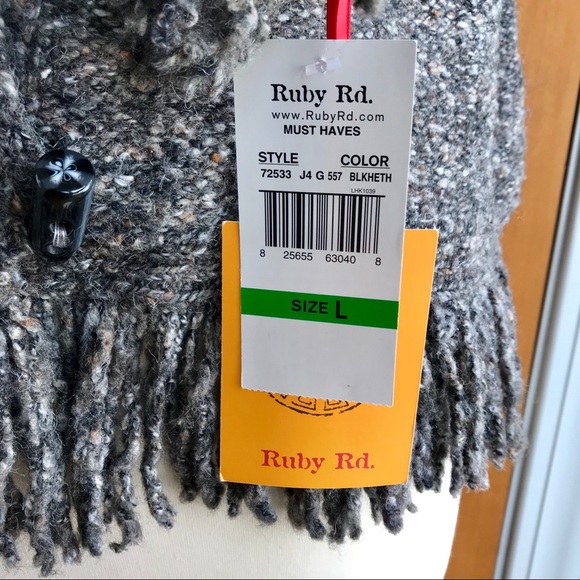 Ruby Rd.
www.RubyRd.com
MUST HAVES
STYLE COLOR
72533 J4 G 557 BLKHETH
LHK1039
8 25655 63040 8
SIZE L
Ruby Rd.